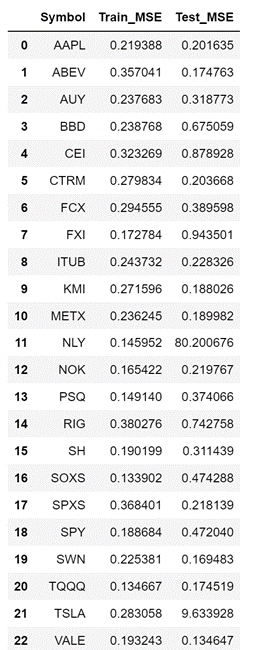 Symbol Train_MSE Test_MSE
0 AAPL 0.219388 0.201635
1 ABEV 0.357041 0.174763
2 AUY 0.237683 0.318773
3 BBD 0.238768 0.675059
4 CEI 0.323269 0.878928
5 CTRM 0.279834 0.203668
6 FCX 0.294555 0.389598
7 FXI 0.172784 0.943501
8 ITUB 0.243732 0.228326
9 KMI 0.271596 0.188026
10 METX 0.236245 0.189982
11 NLY 0.145952 80.200676
12 NOK 0.165422 0.219767
13 PSQ 0.149140 0.374066
14 RIG 0.380276 0.742758
15 SH 0.190199 0.311439
16 SOXS 0.133902 0.474288
17 SPXS 0.368401 0.218139
18 SPY 0.188684 0.472040
19 SWN 0.225381 0.169483
20 TQQQ 0.134667 0.174519
21 TSLA 0.283058 9.633928
22 VALE 0.193243 0.134647